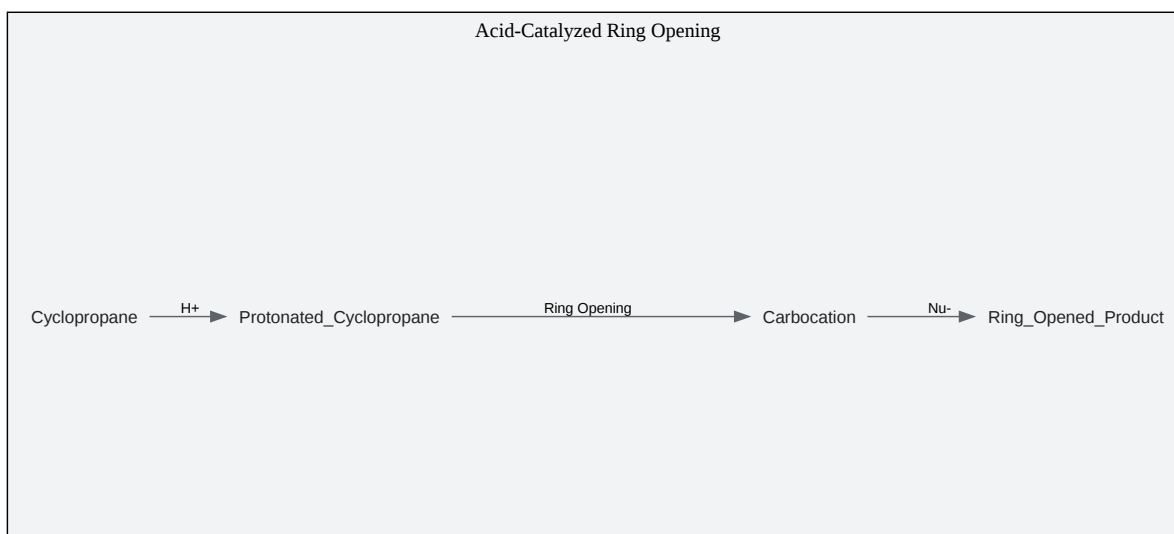 Acid-Catalyzed Ring Opening
Cyclopropane H+ Protonated_Cyclopropane Ring Opening Carbocation Nu- Ring_Opened_Product